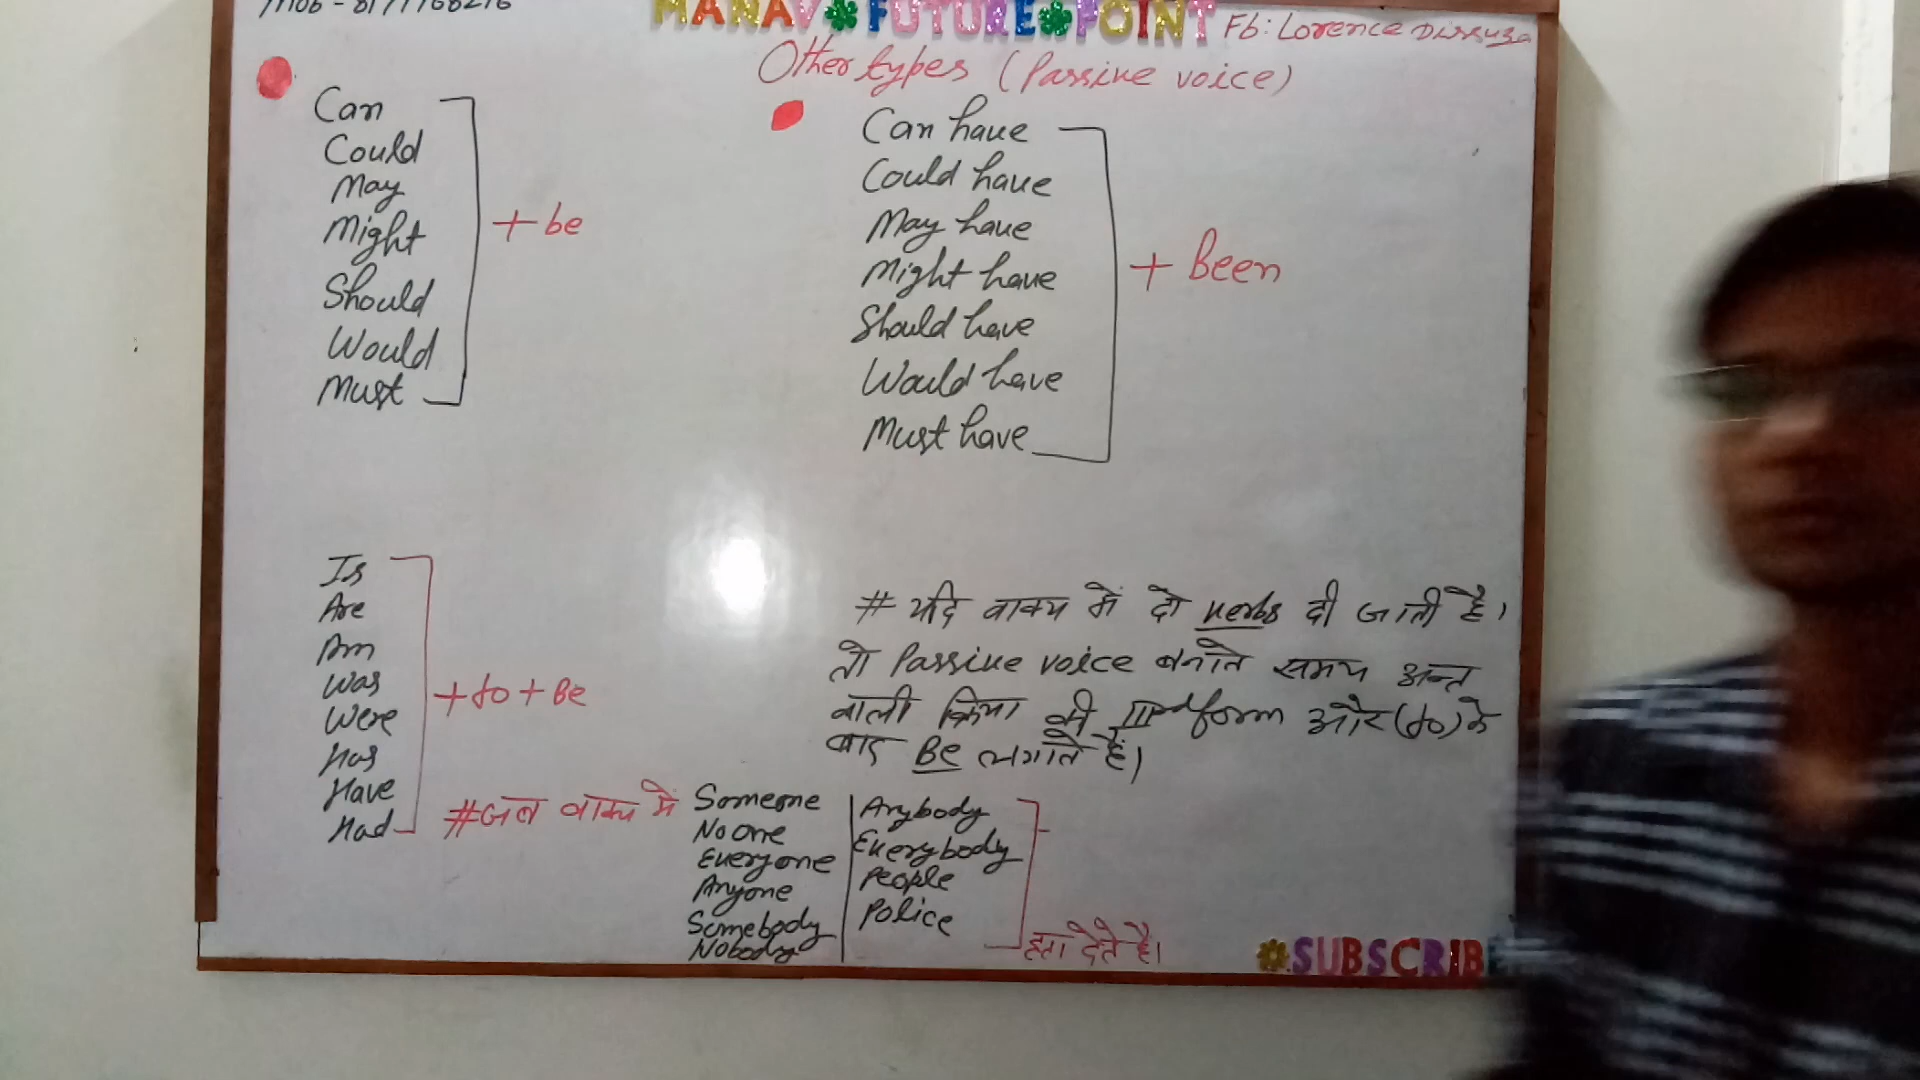 MANAV FUTURE POINT
Fb: Lorence
Other types (Passive voice)
Can
Could
May
Might
Should
Would
Must
+ be
Can have
Could have
May have
Might have
Should have
Would have
Must have
+ Been
Is
Are
Am
Was
Were
Has
Have
Had
+ to + Be
# यदि वाक्य में दो verbs दी जाती है।
तो Passive voice बनाते समय अन्त
वाली क्रिया की IIIrd form और (to) के
बाद Be लगाते हैं।
#जब वाक्य में
Someone
No one
Everyone
Anyone
Somebody
Nobody
Anybody
Everybody
People
Police
हटा देते है।
SUBSCRIBE